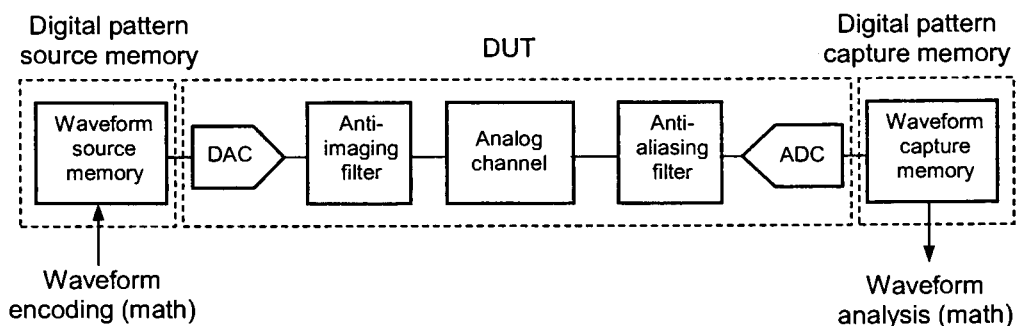 Digital pattern
source memory
DUT
Digital pattern
capture memory
Waveform
source
memory
DAC
Anti-
imaging
filter
Analog
channel
Anti-
aliasing
filter
ADC
Waveform
capture
memory
Waveform
encoding (math)
Waveform
analysis (math)